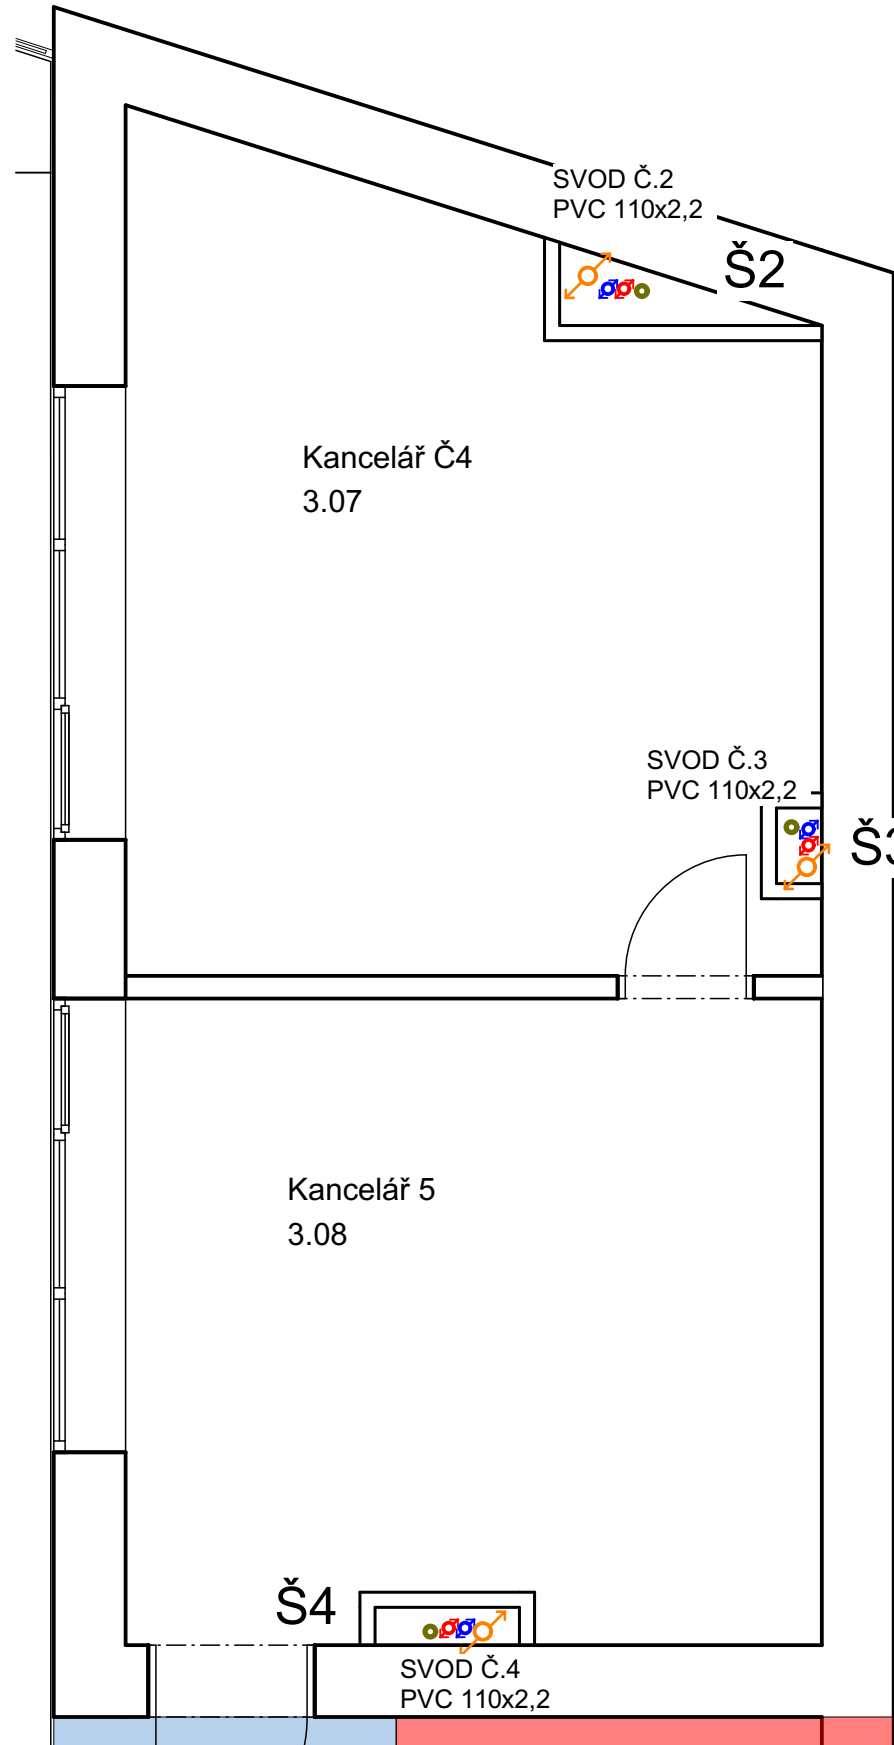 SVOD Č.2
PVC 110x2,2
Š2
Kancelář Č4
3.07
SVOD Č.3
PVC 110x2,2
Š3
Kancelář 5
3.08
Š4
SVOD Č.4
PVC 110x2,2